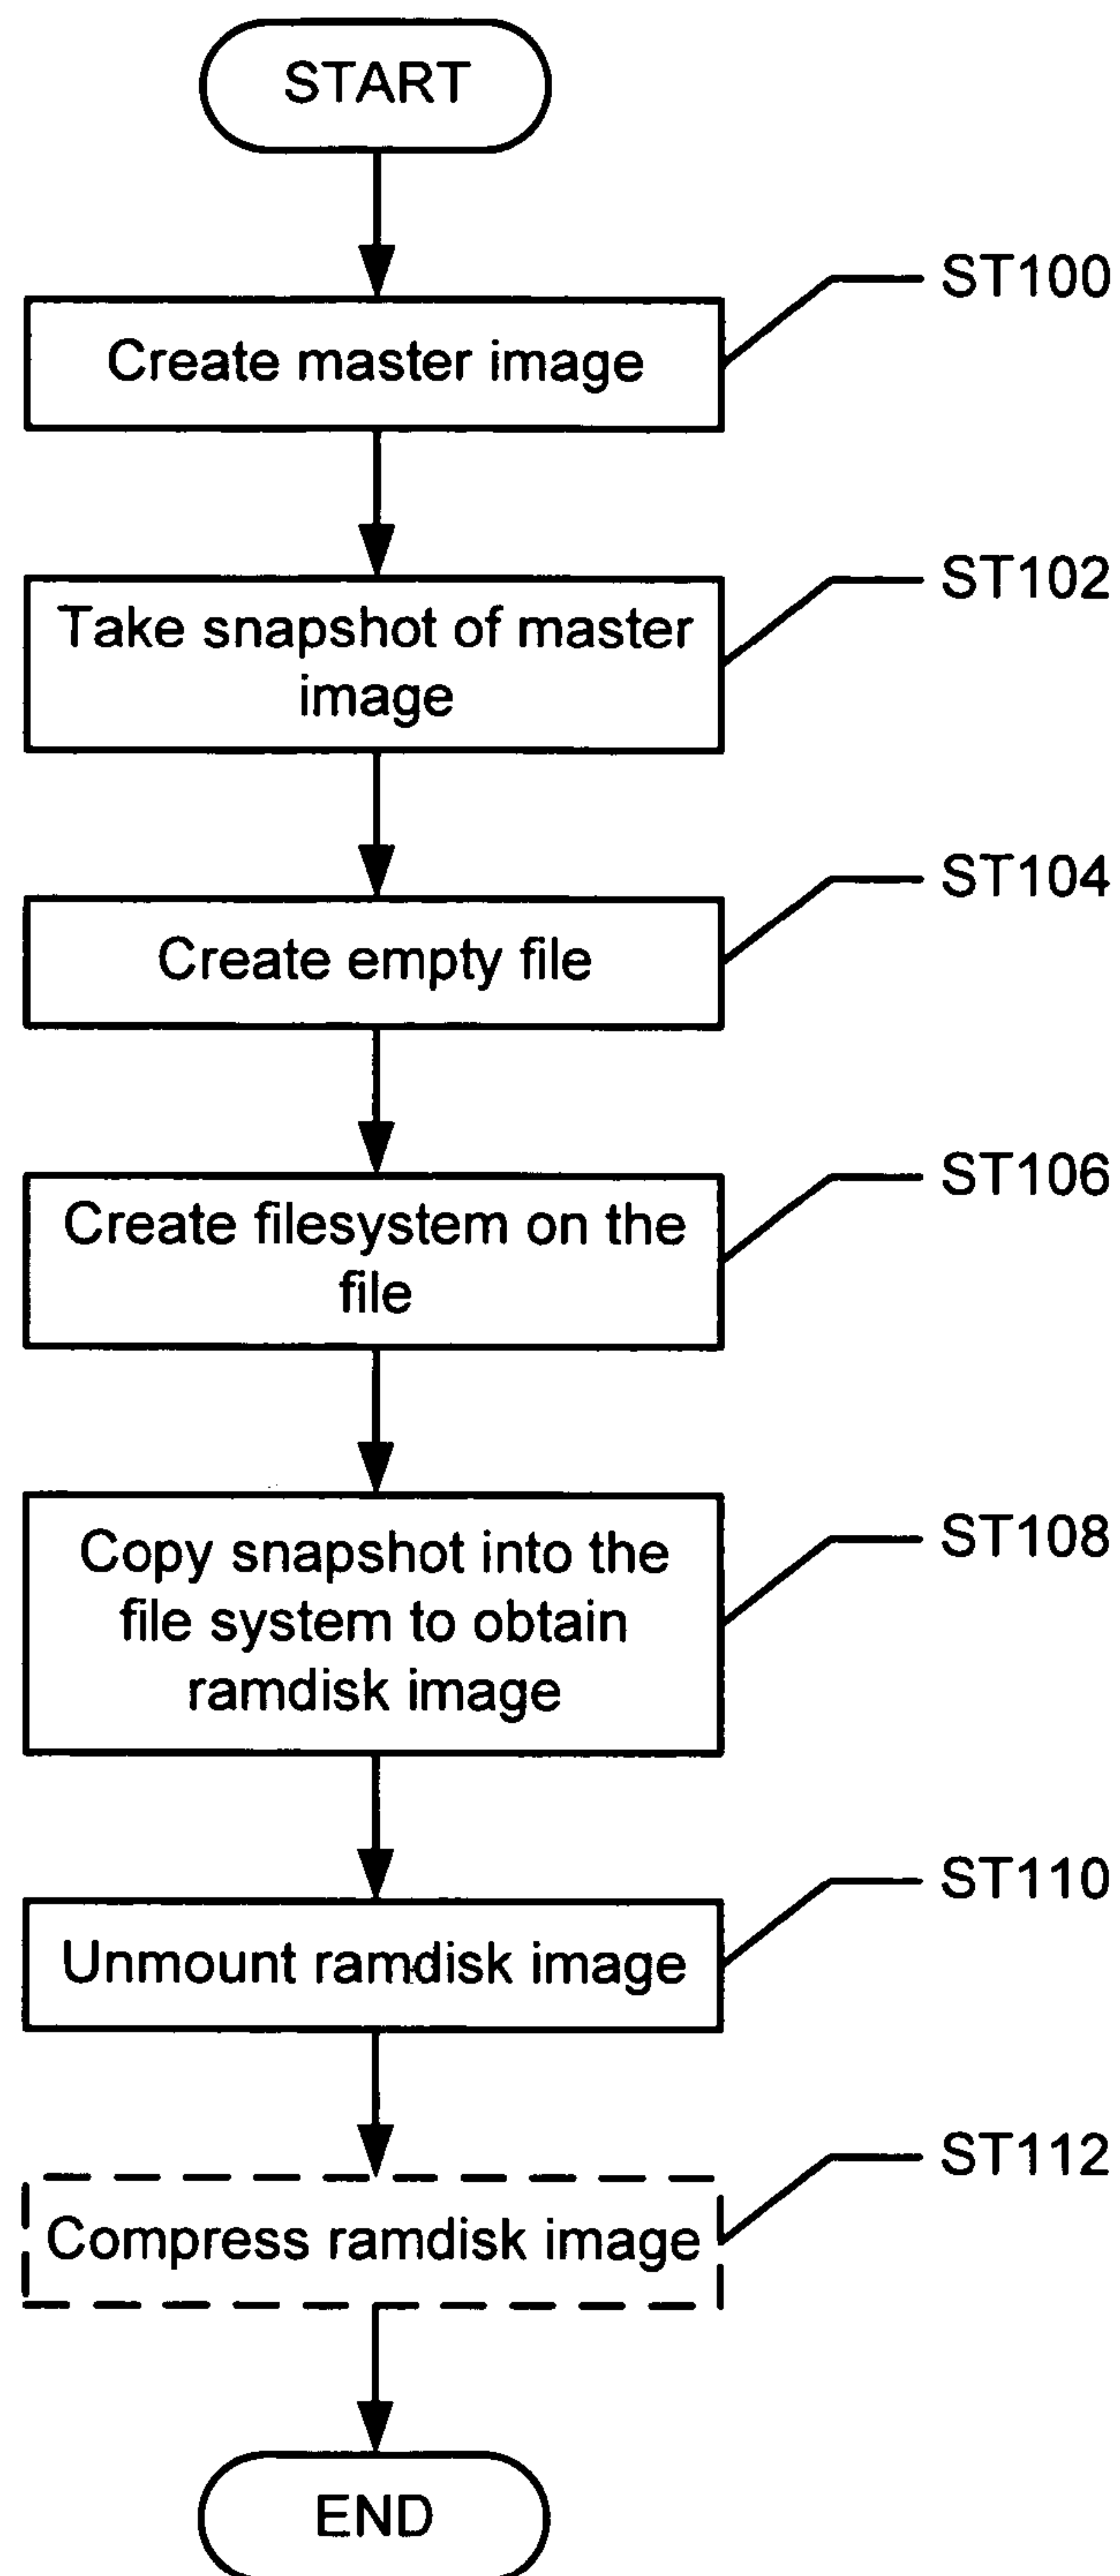 START
ST100
Create master image
ST102
Take snapshot of master
image
ST104
Create empty file
ST106
Create filesystem on the
file
ST108
Copy snapshot into the
file system to obtain
ramdisk image
ST110
Unmount ramdisk image
ST112
Compress ramdisk image
END